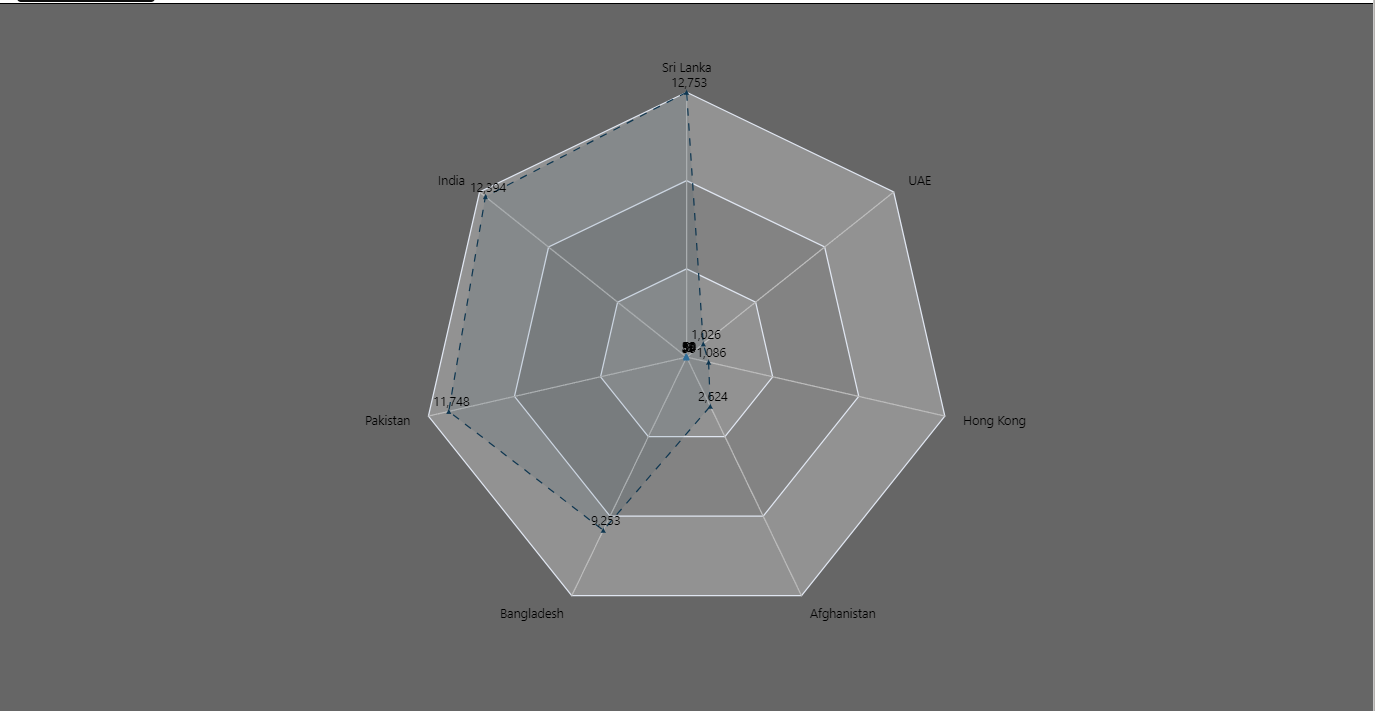 Sri Lanka
12,753
UAE
India
12,394
1,026
1,086
2,624
11,748
Pakistan
Hong Kong
9,253
Bangladesh
Afghanistan